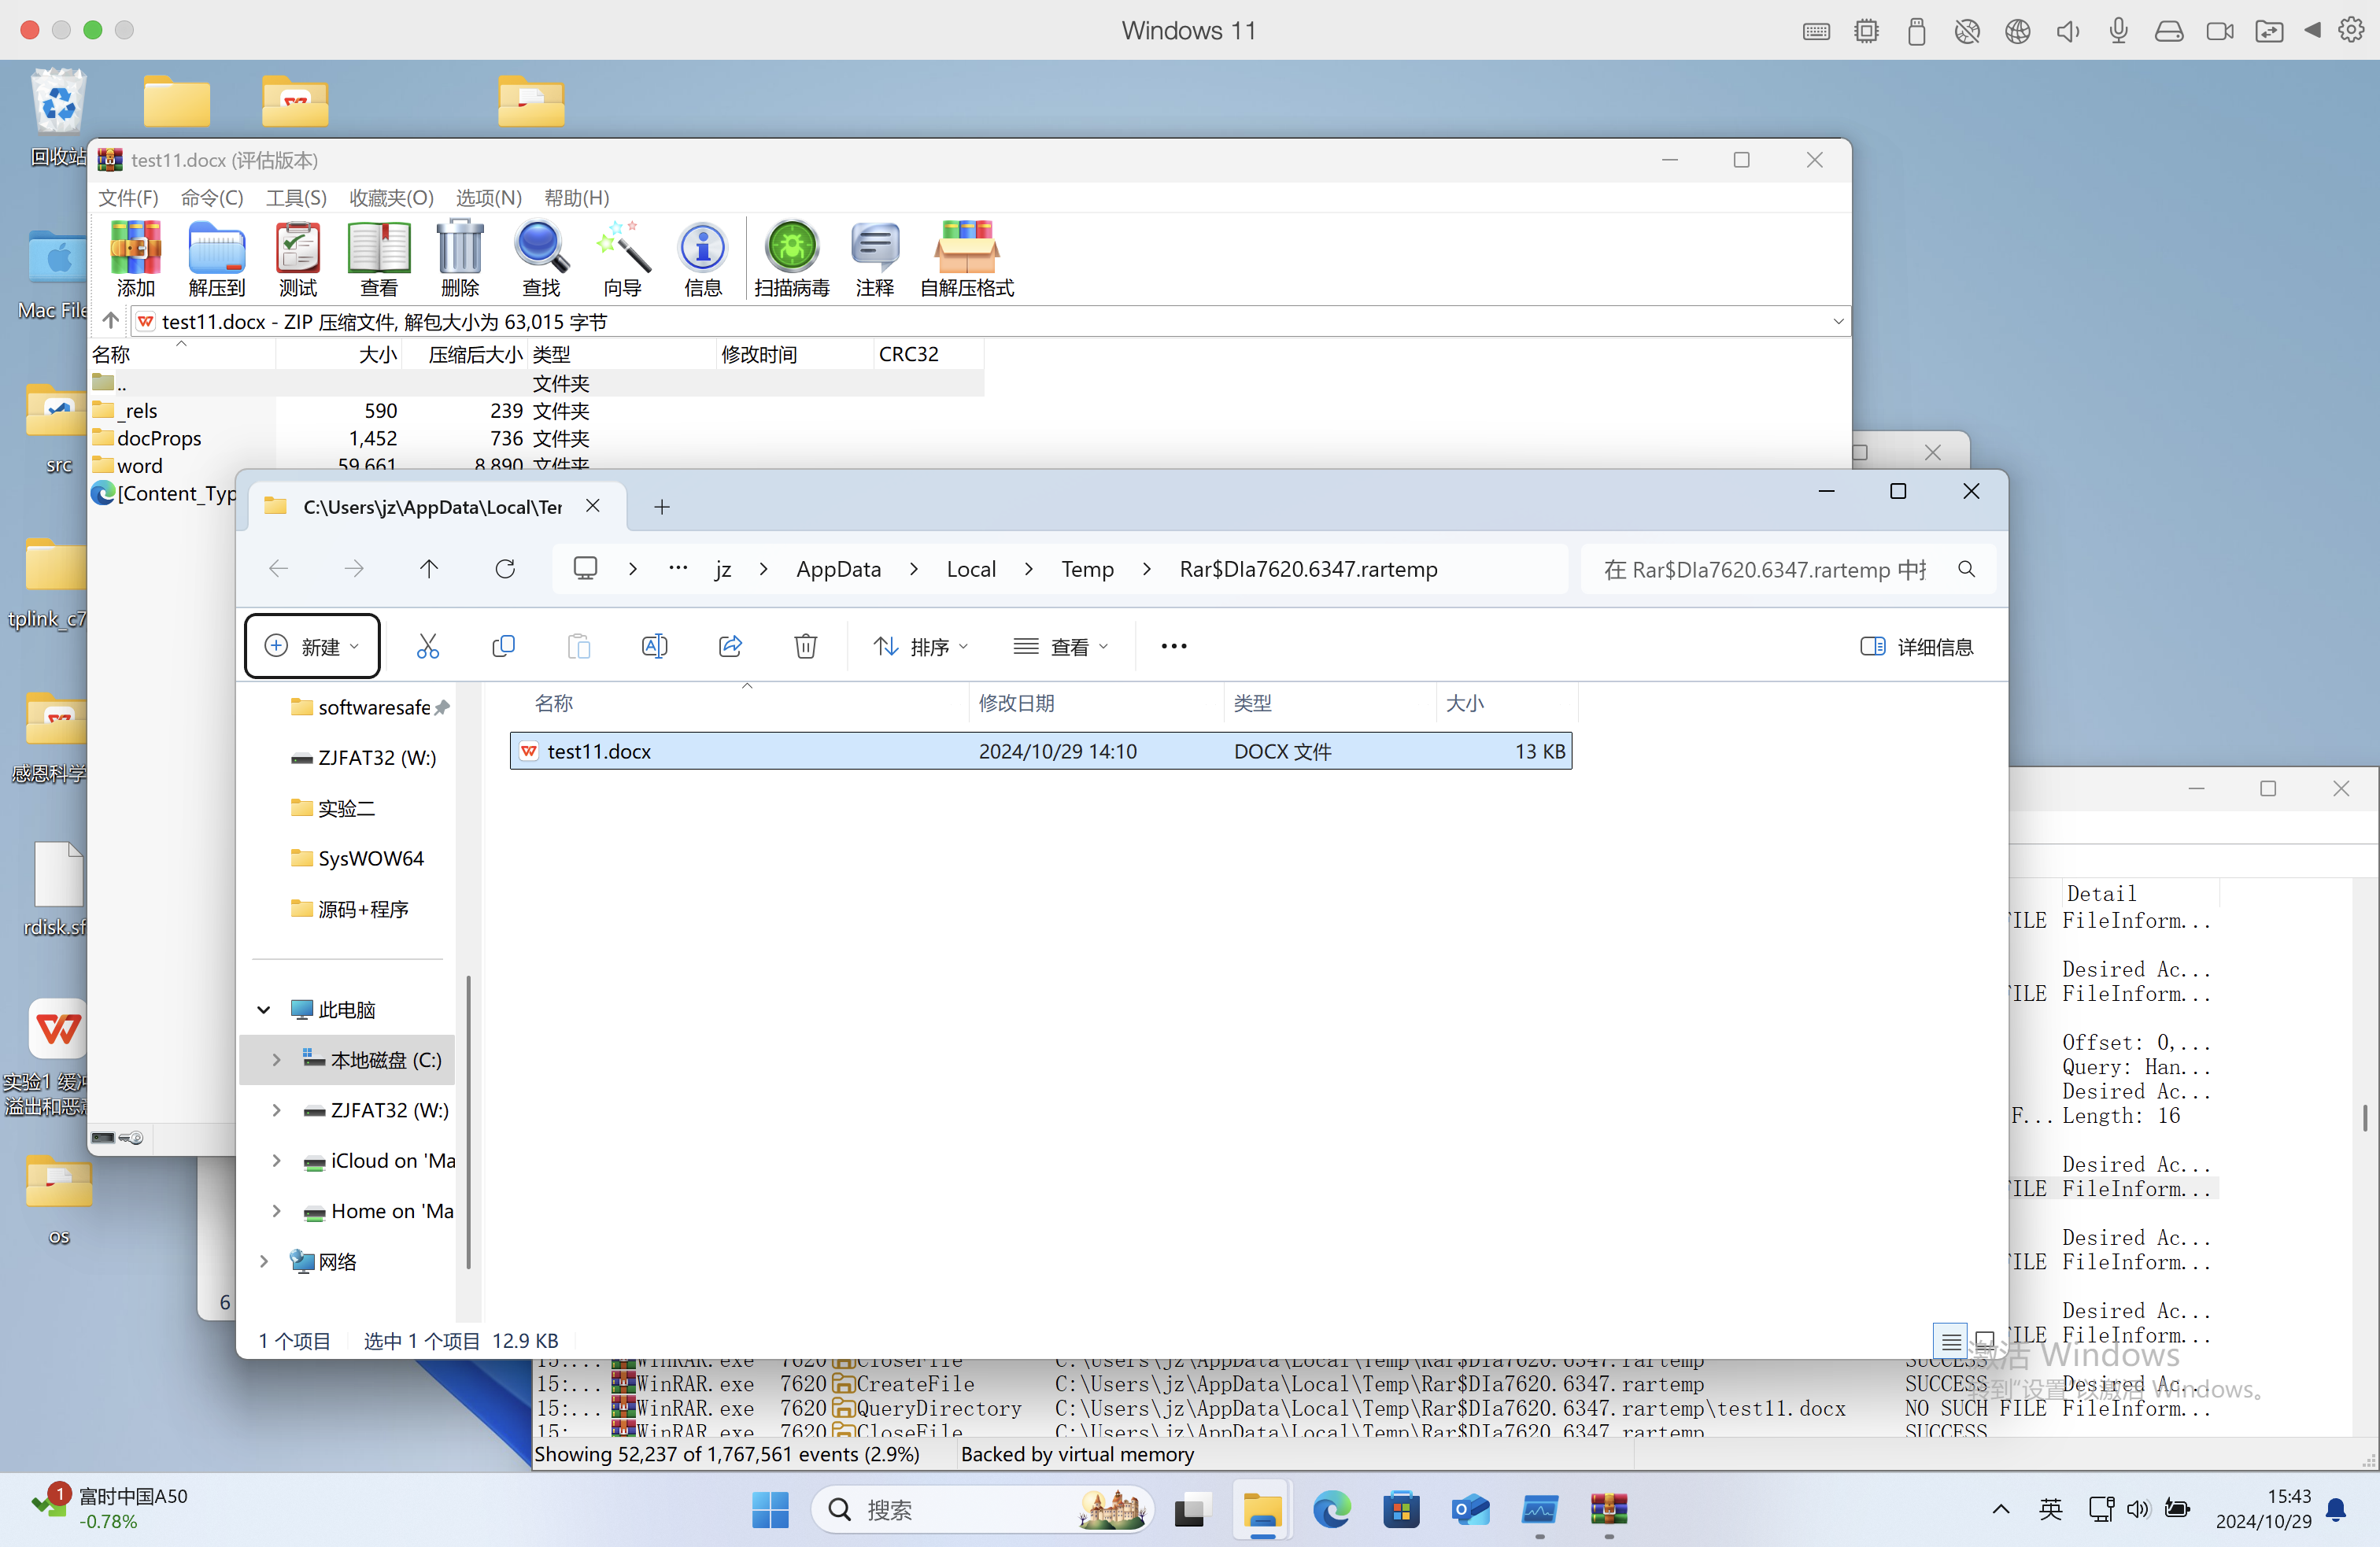 Windows 11
回收站
Mac File
src
tplink_c7
感恩科学
rdisk.sf
实验1 缓冲
溢出和恶意
os
test11.docx (评估版本)
文件(F) 命令(C) 工具(S) 收藏夹(O) 选项(N) 帮助(H)
添加 解压到 测试 查看 删除 查找 向导 信息 扫描病毒 注释 自解压格式
test11.docx - ZIP 压缩文件, 解包大小为 63,015 字节
名称 大小 压缩后大小 类型 修改时间 CRC32
.. 文件夹
_rels 590 239 文件夹
docProps 1,452 736 文件夹
word 59,661 8,890 文件夹
[Content_Typ
C:\Users\jz\AppData\Local\Ter
jz AppData Local Temp Rar$DIa7620.6347.rartemp
在 Rar$DIa7620.6347.rartemp 中
新建 排序 查看 ••• 详细信息
名称 修改日期 类型 大小
test11.docx 2024/10/29 14:10 DOCX 文件 13 KB
softwaresafe
ZJFAT32 (W:)
实验二
SysWOW64
源码+程序
此电脑
本地磁盘 (C:)
ZJFAT32 (W:)
iCloud on 'Ma
Home on 'Ma
网络
1 个项目 选中 1 个项目 12.9 KB
6
Detail
FILE FileInform...
Desired Ac...
FILE FileInform...
Offset: 0,...
Query: Han...
Desired Ac...
F... Length: 16
Desired Ac...
FILE FileInform...
Desired Ac...
FILE FileInform...
Desired Ac...
FILE FileInform...
15:... WinRAR.exe 7620 CloseFile C:\Users\jz\AppData\Local\Temp\Rar$DIa7620.6347.rartemp SUCCESS
15:... WinRAR.exe 7620 CreateFile C:\Users\jz\AppData\Local\Temp\Rar$DIa7620.6347.rartemp SUCCESS Desired Ac...
15:... WinRAR.exe 7620 QueryDirectory C:\Users\jz\AppData\Local\Temp\Rar$DIa7620.6347.rartemp\test11.docx NO SUCH FILE FileInform...
15:... WinRAR.exe 7620 CloseFile C:\Users\jz\AppData\Local\Temp\Rar$DIa7620.6347.rartemp SUCCESS
激活 Windows
转到"设置"以激活 Windows。
Showing 52,237 of 1,767,561 events (2.9%) Backed by virtual memory
1
富时中国A50
-0.78%
搜索
英
15:43
2024/10/29